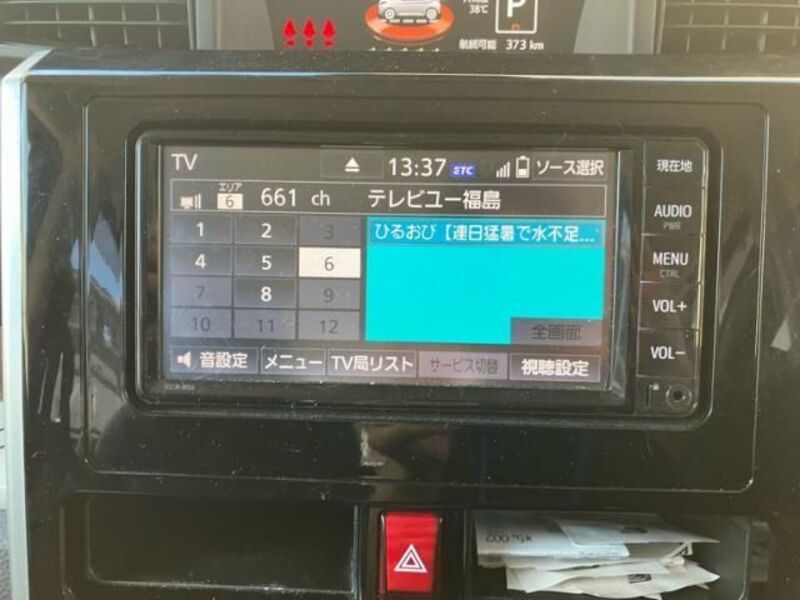 38℃
P
航続可能 373 km
TV 13:37 ETC ソース選択
エリア
6 661 ch テレビユー福島
1 2 3
ひるおび【連日猛暑で水不足...
4 5 6
7 8 9
10 11 12
全画面
音設定 メニュー TV局リスト サービス切替 視聴設定
現在地
AUDIO
PWR
MENU
CTRL
VOL+
VOL−